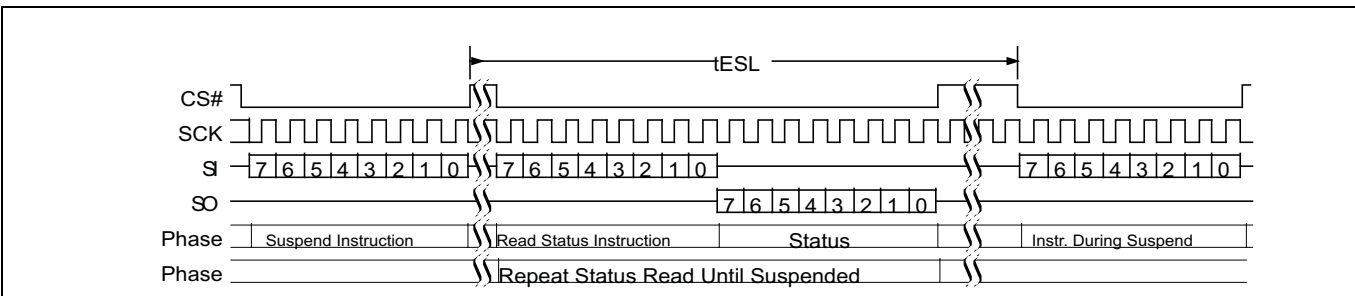 tESL
CS#
SCK
SI 7 6 5 4 3 2 1 0 7 6 5 4 3 2 1 0 7 6 5 4 3 2 1 0
SO 7 6 5 4 3 2 1 0
Phase Suspend Instruction Read Status Instruction Status Instr. During Suspend
Phase Repeat Status Read Until Suspended